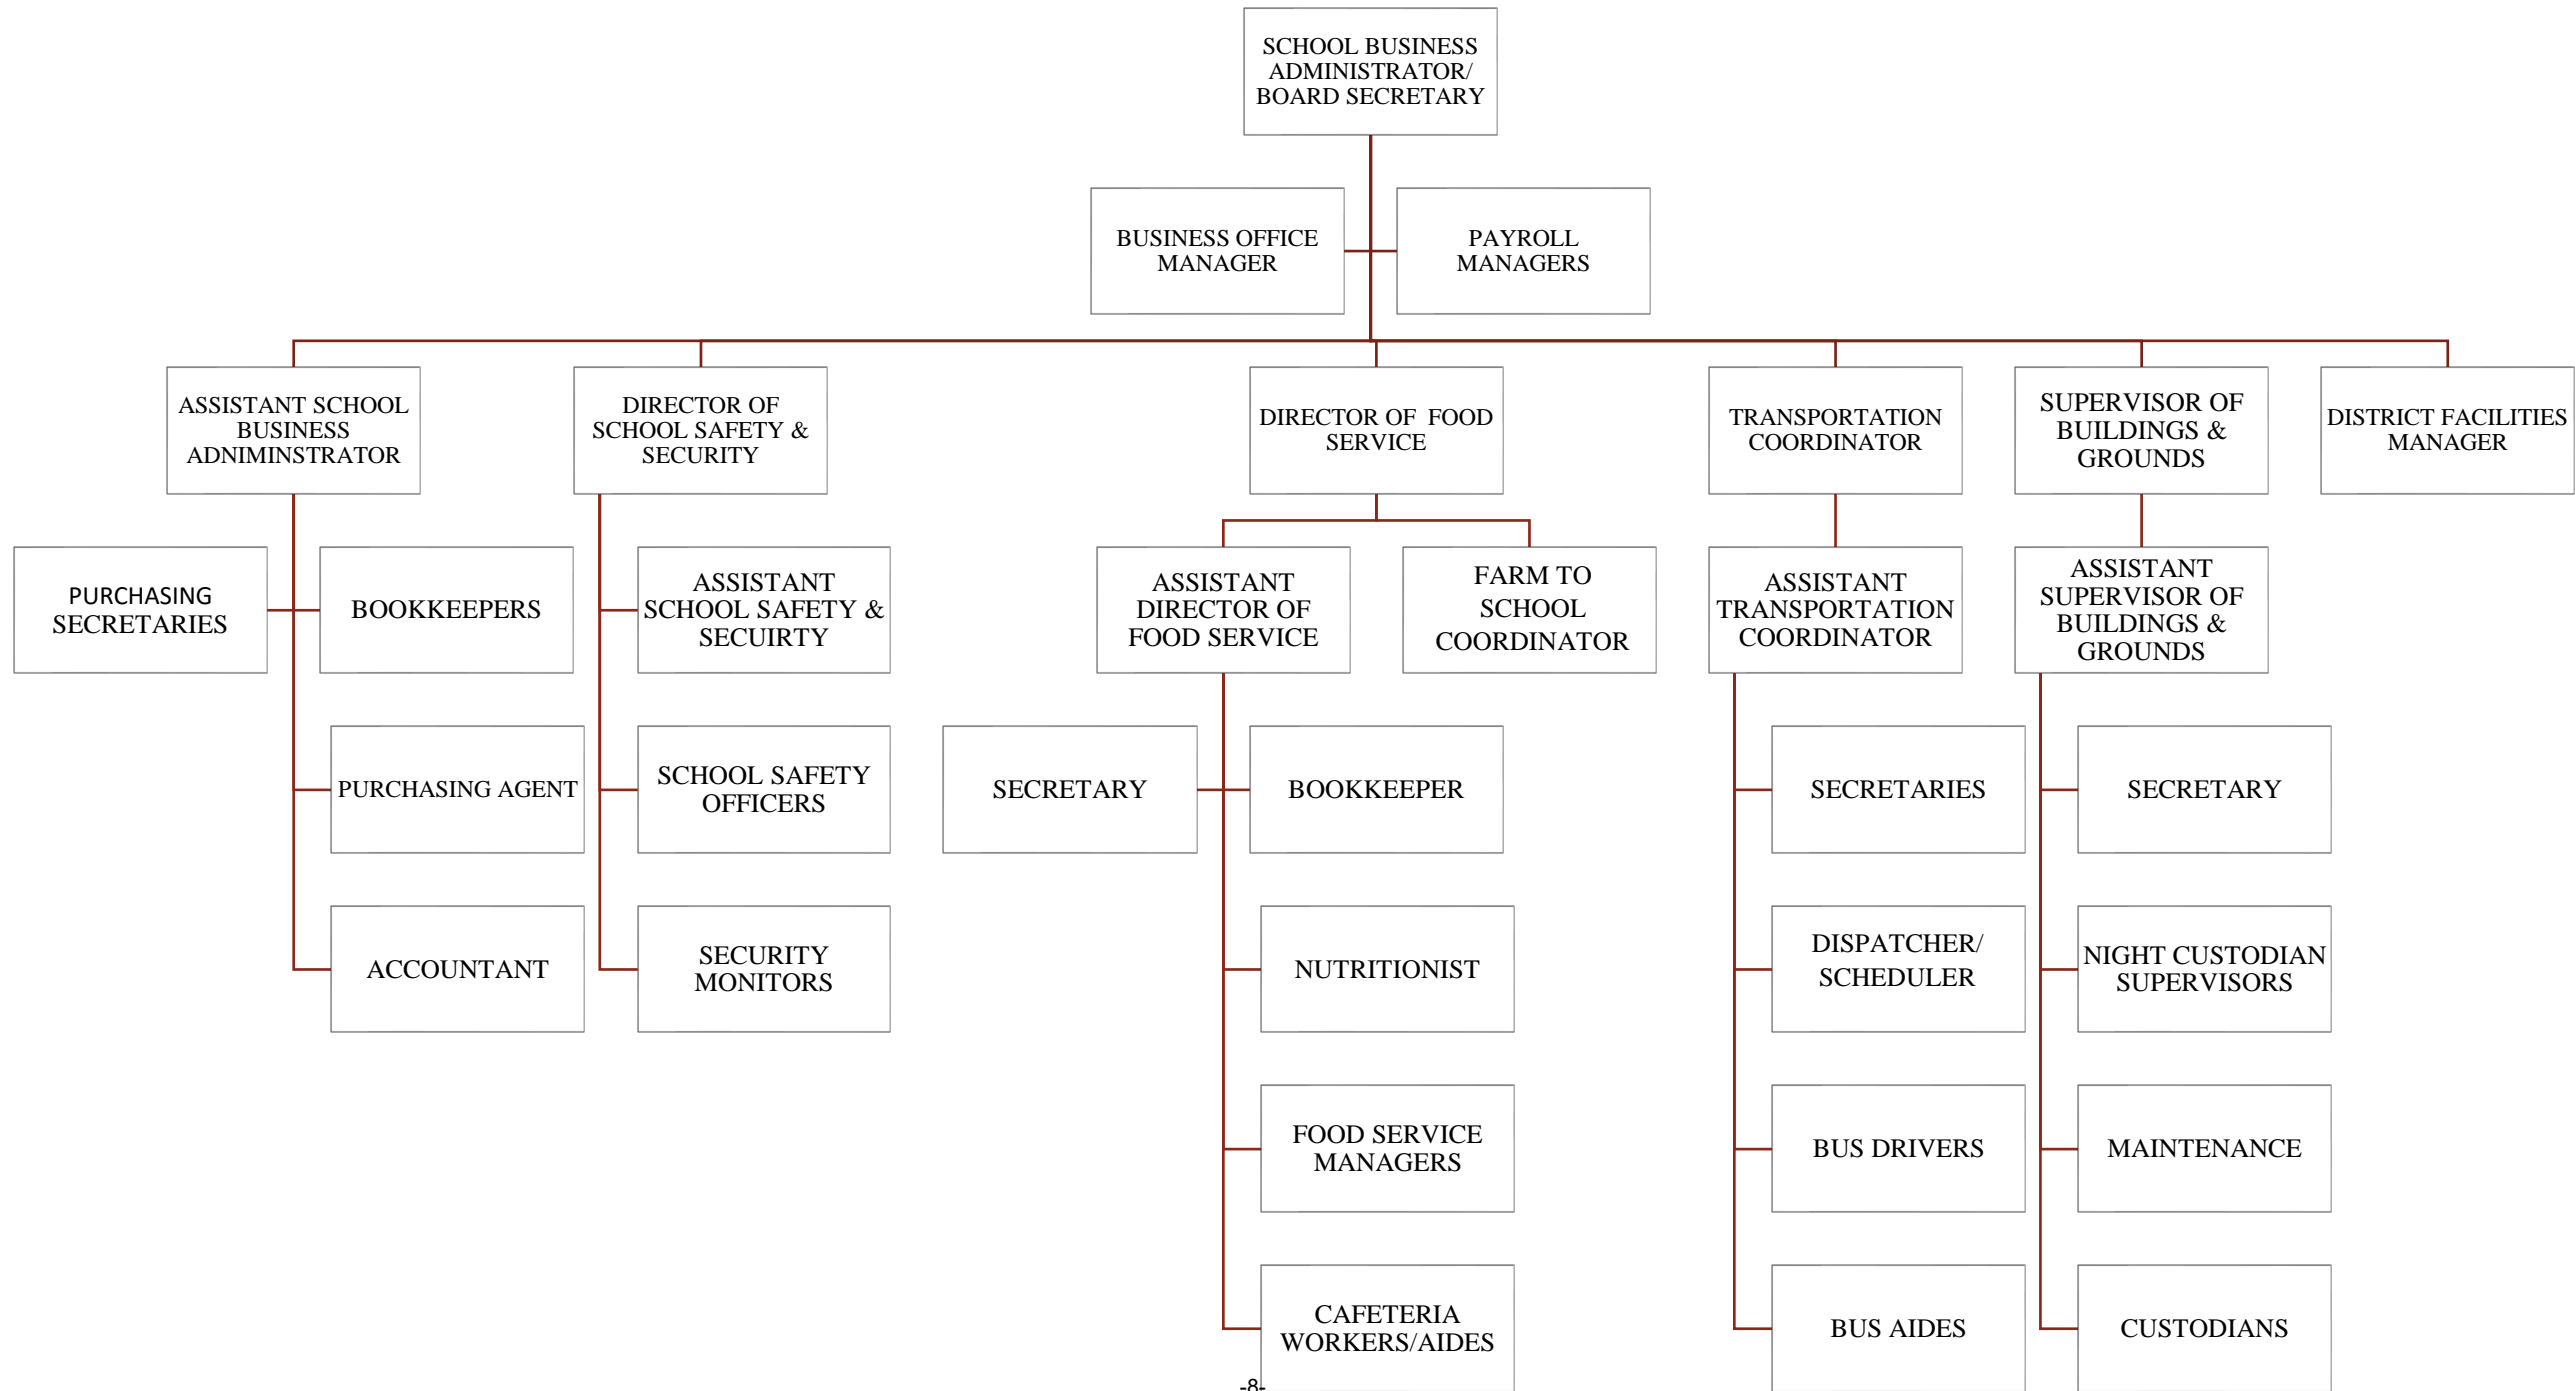 SCHOOL BUSINESS
ADMINISTRATOR/
BOARD SECRETARY
BUSINESS OFFICE
MANAGER
PAYROLL
MANAGERS
ASSISTANT SCHOOL
BUSINESS
ADNIMINSTRATOR
DIRECTOR OF
SCHOOL SAFETY &
SECURITY
DIRECTOR OF FOOD
SERVICE
TRANSPORTATION
COORDINATOR
SUPERVISOR OF
BUILDINGS &
GROUNDS
DISTRICT FACILITIES
MANAGER
PURCHASING
SECRETARIES
BOOKKEEPERS
ASSISTANT
SCHOOL SAFETY &
SECUIRTY
ASSISTANT
DIRECTOR OF
FOOD SERVICE
FARM TO
SCHOOL
COORDINATOR
ASSISTANT
TRANSPORTATION
COORDINATOR
ASSISTANT
SUPERVISOR OF
BUILDINGS &
GROUNDS
PURCHASING AGENT
SCHOOL SAFETY
OFFICERS
SECRETARY
BOOKKEEPER
SECRETARIES
SECRETARY
ACCOUNTANT
SECURITY
MONITORS
NUTRITIONIST
DISPATCHER/
SCHEDULER
NIGHT CUSTODIAN
SUPERVISORS
FOOD SERVICE
MANAGERS
BUS DRIVERS
MAINTENANCE
CAFETERIA
WORKERS/AIDES
BUS AIDES
CUSTODIANS
-8-